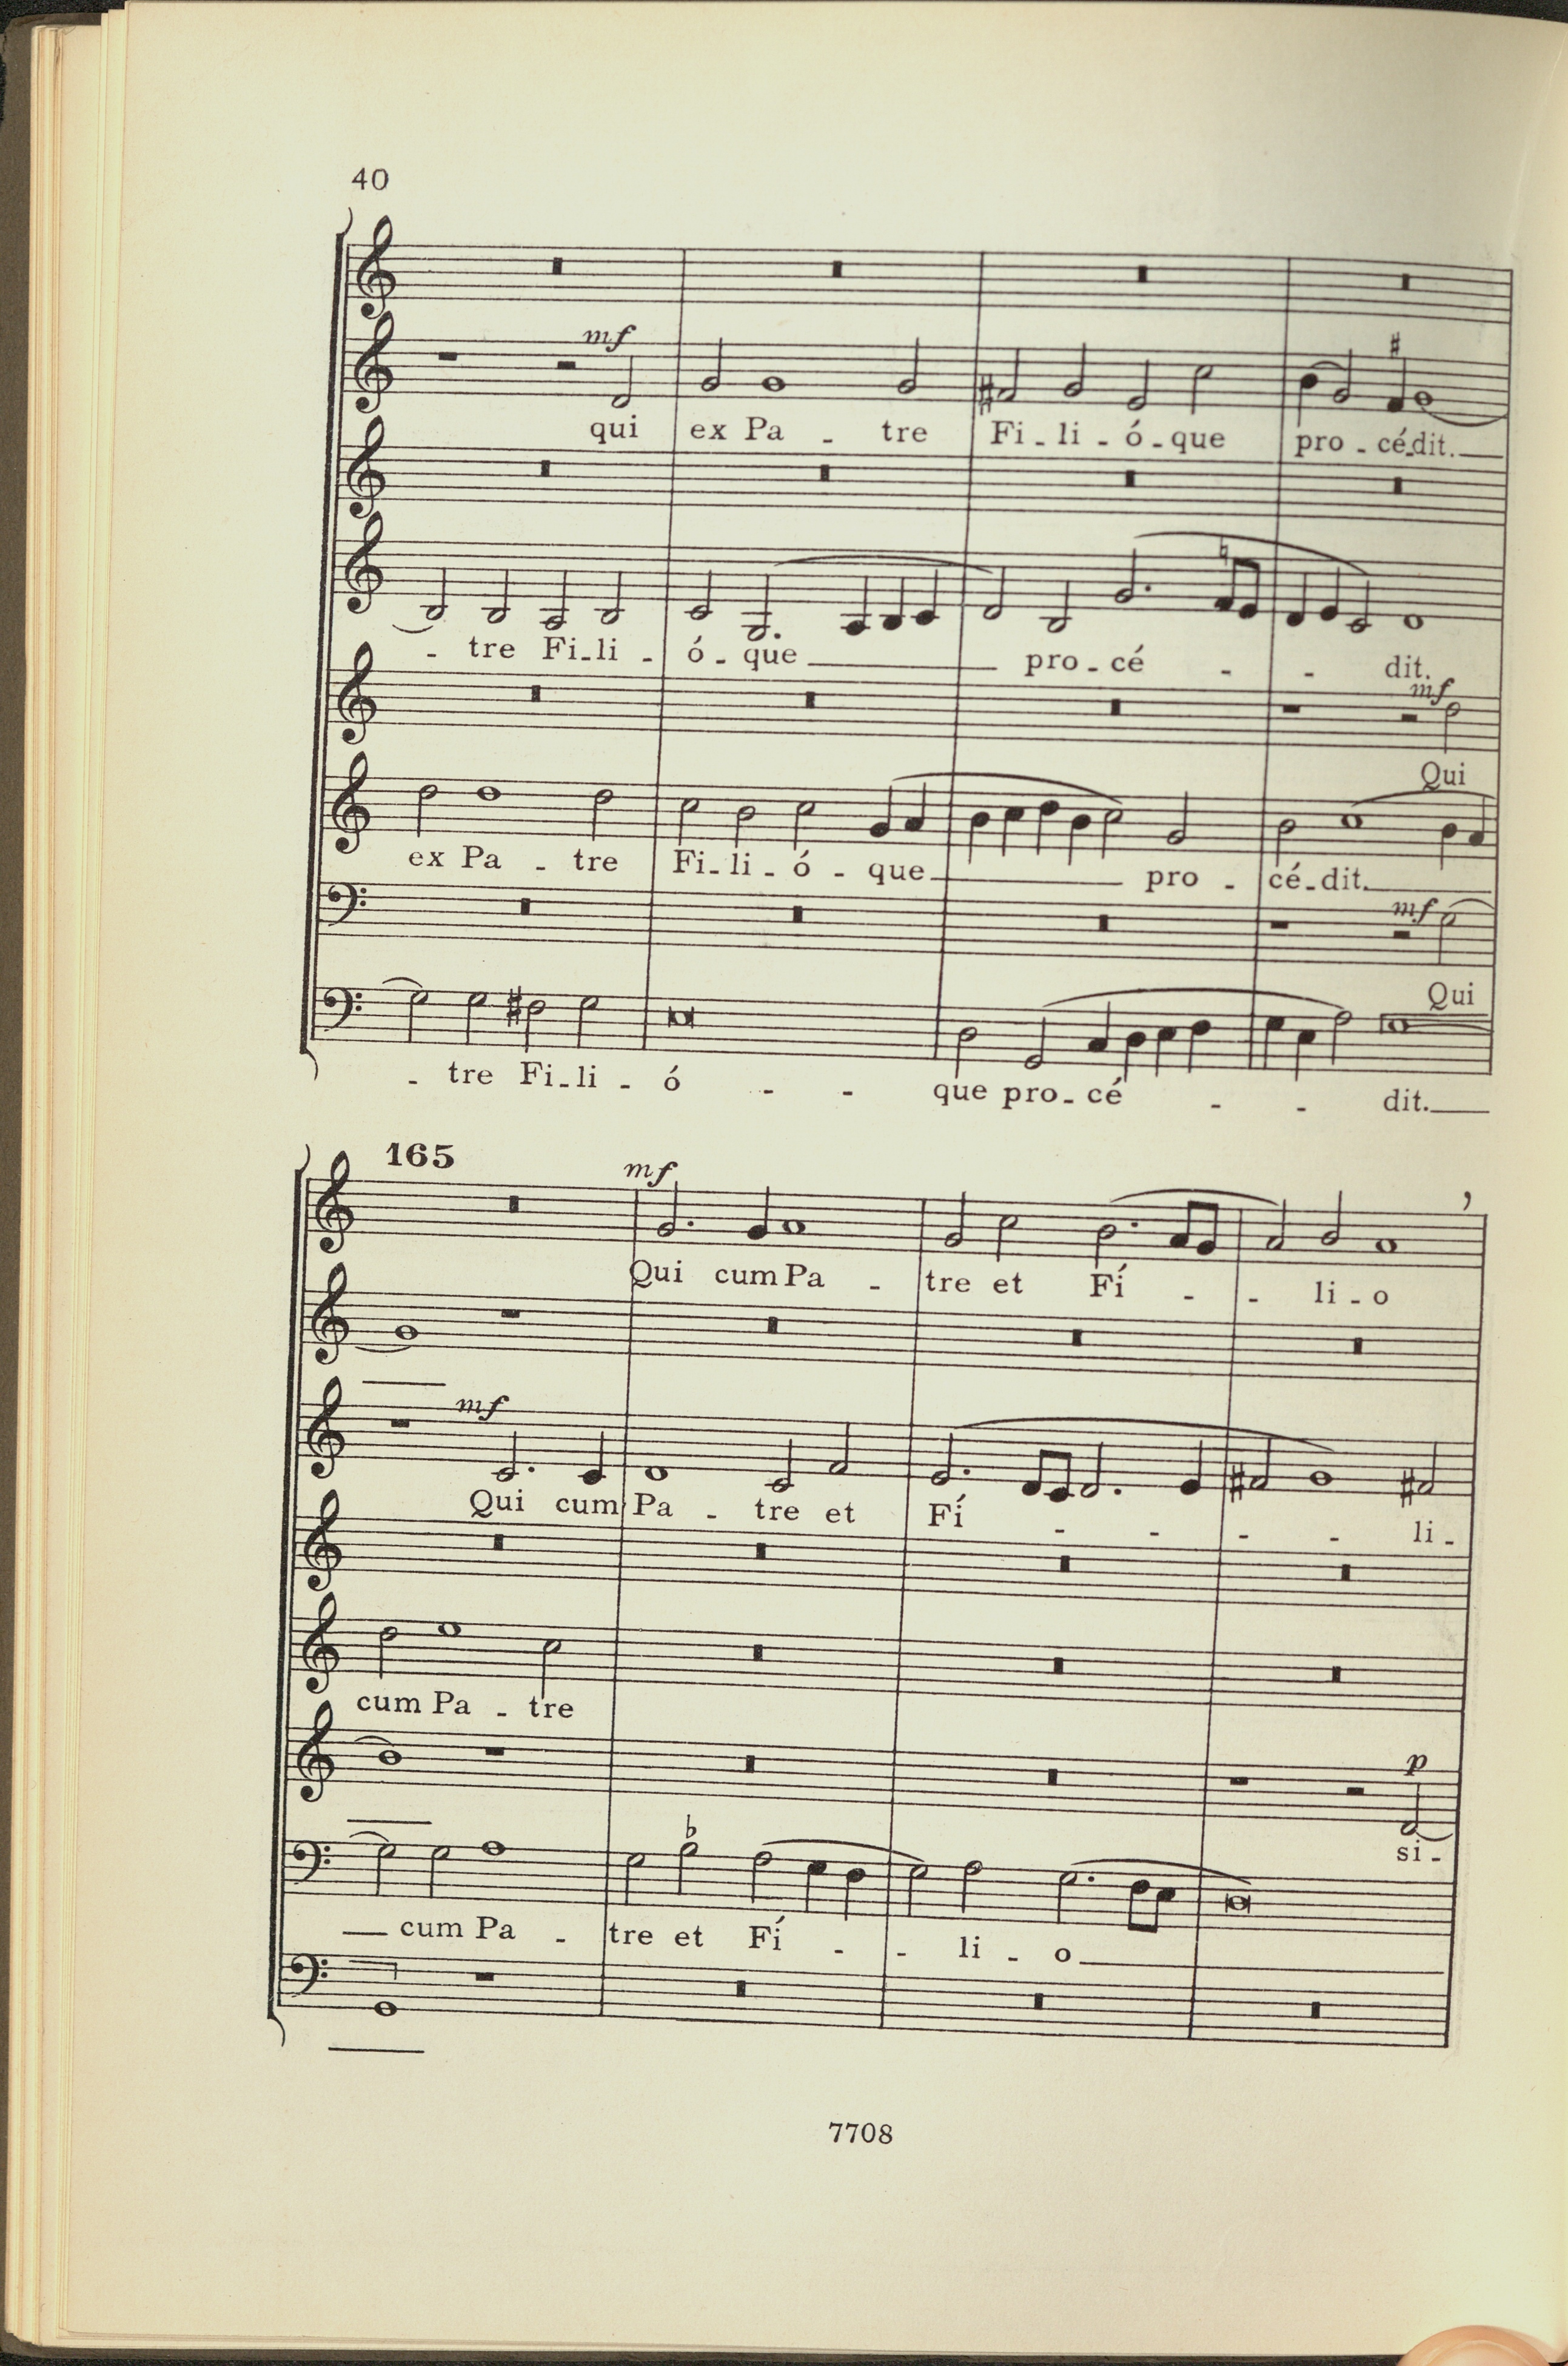 40
mf
qui ex Pa - tre Fi - li - ó - que pro - cé - dit.
- tre Fi - li - ó - que pro - cé - - dit.
mf
Qui
ex Pa - tre Fi - li - ó - que pro - cé - dit.
mf
Qui
- tre Fi - li - ó - - que pro - cé - - dit.
165
mf
Qui cum Pa - tre et Fí - - li - o
mf
Qui cum Pa - tre et Fí - - - - li -
cum Pa - tre
p
si -
cum Pa - tre et Fí - - li - o
7708